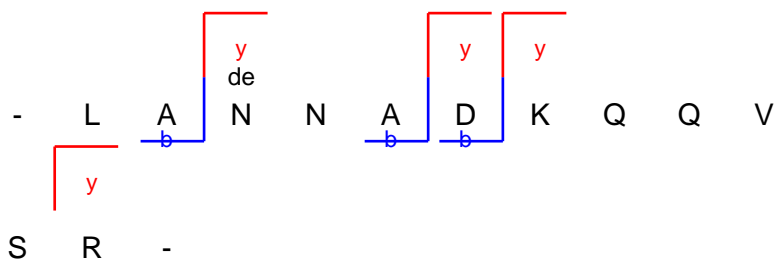 y y y
de
- L A N N A D K Q Q V
b b b
y
S R -